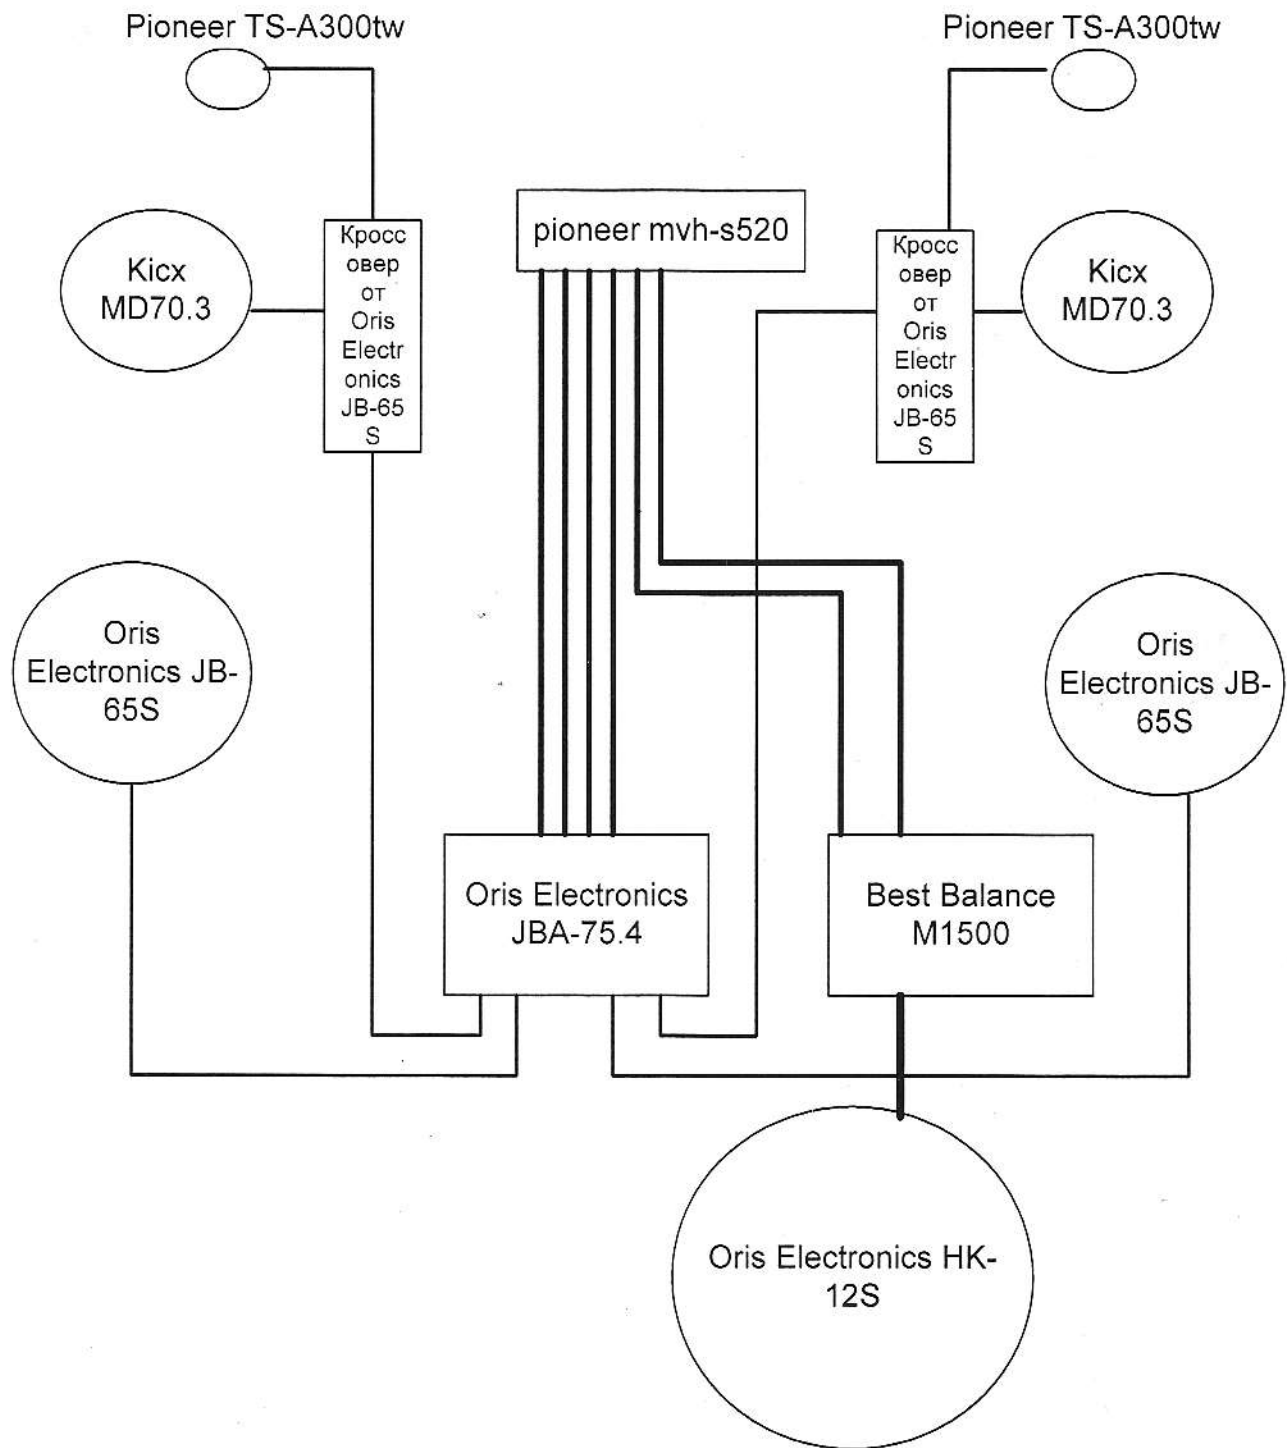 Pioneer TS-A300tw
Pioneer TS-A300tw
pioneer mvh-s520
Kicx
MD70.3
Кросс
овер
от
Oris
Electr
onics
JB-65
S
Кросс
овер
от
Oris
Electr
onics
JB-65
S
Kicx
MD70.3
Oris
Electronics JB-
65S
Oris
Electronics JB-
65S
Oris Electronics
JBA-75.4
Best Balance
M1500
Oris Electronics HK-
12S